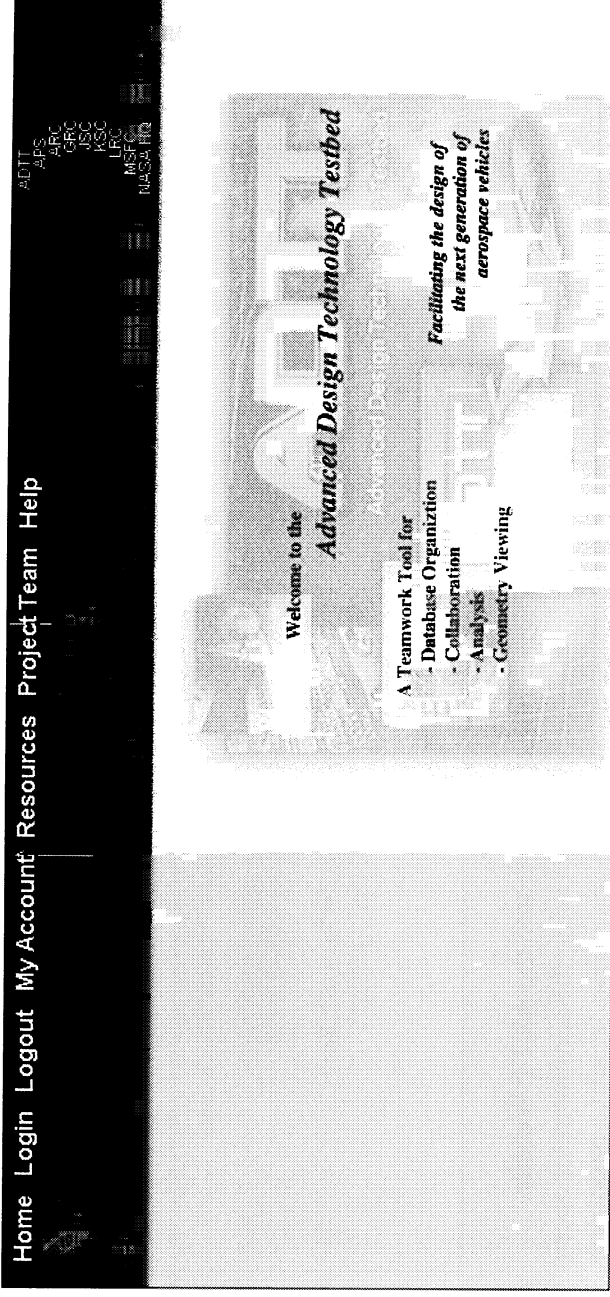 Home Login Logout My Account Resources Project Team Help
ADTT
APS
ARC
GRC
JSC
KSC
LRC
MSFC
NASA HQ
Welcome to the
Advanced Design Technology Testbed
A Teamwork Tool for
- Database Organiztion
- Collaboration
- Analysis
- Geometry Viewing
Facilitating the design of
the next generation of
aerospace vehicles